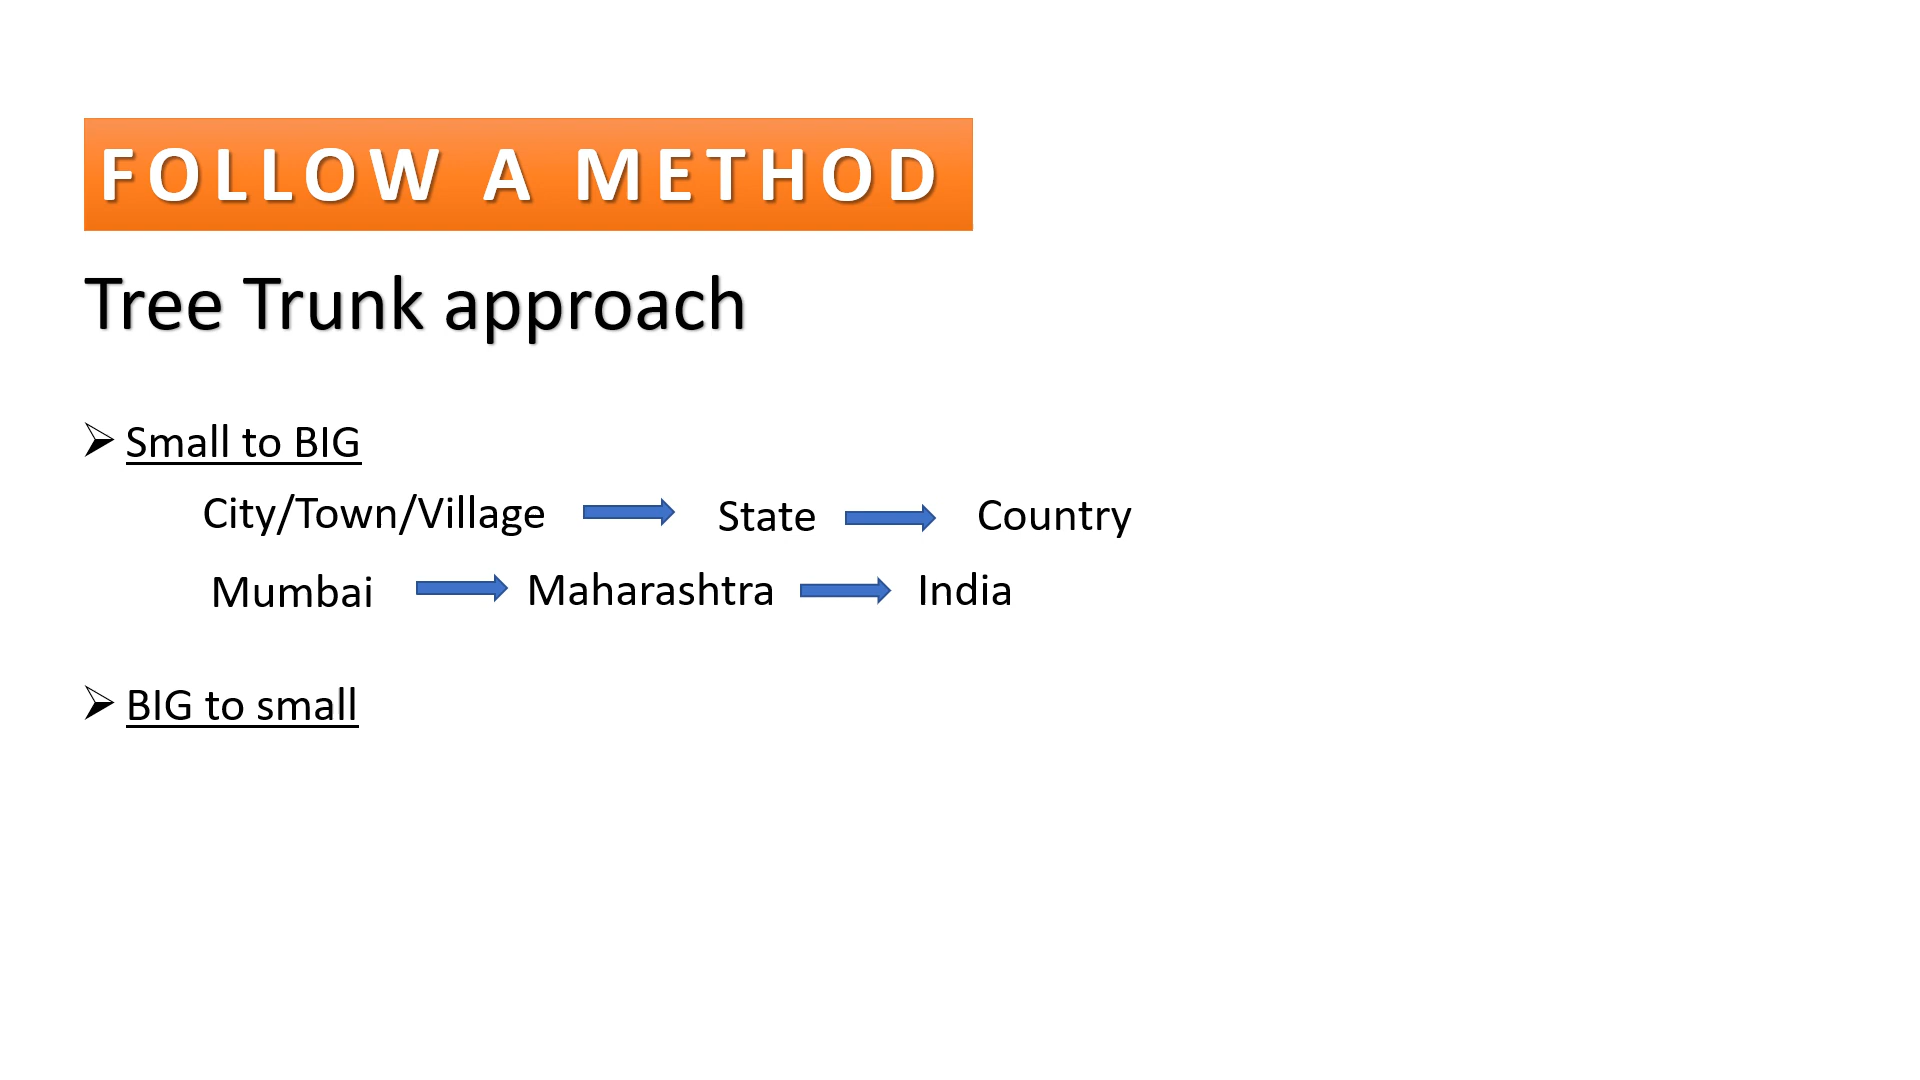 FOLLOW A METHOD
Tree Trunk approach
Small to BIG
City/Town/Village State Country
Mumbai Maharashtra India
BIG to small